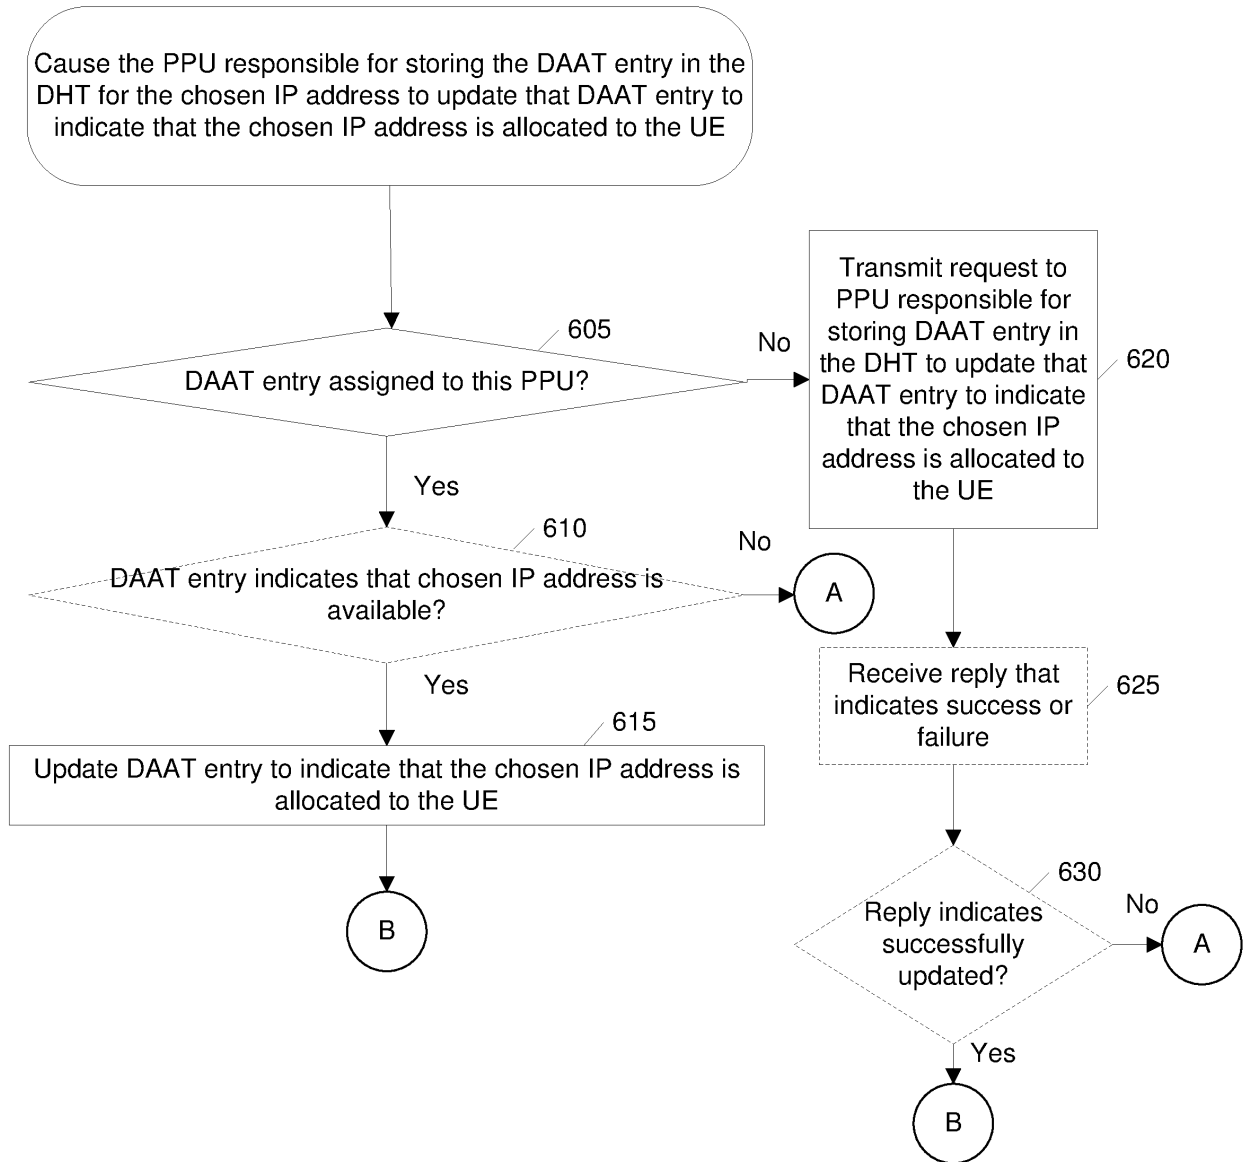 Cause the PPU responsible for storing the DAAT entry in the
DHT for the chosen IP address to update that DAAT entry to
indicate that the chosen IP address is allocated to the UE
605
DAAT entry assigned to this PPU?
No
Yes
Transmit request to
PPU responsible for
storing DAAT entry in
the DHT to update that
DAAT entry to indicate
that the chosen IP
address is allocated to
the UE
620
610
DAAT entry indicates that chosen IP address is
available?
No
A
Yes
615
Update DAAT entry to indicate that the chosen IP address is
allocated to the UE
B
Receive reply that
indicates success or
failure
625
630
Reply indicates
successfully
updated?
No
A
Yes
B